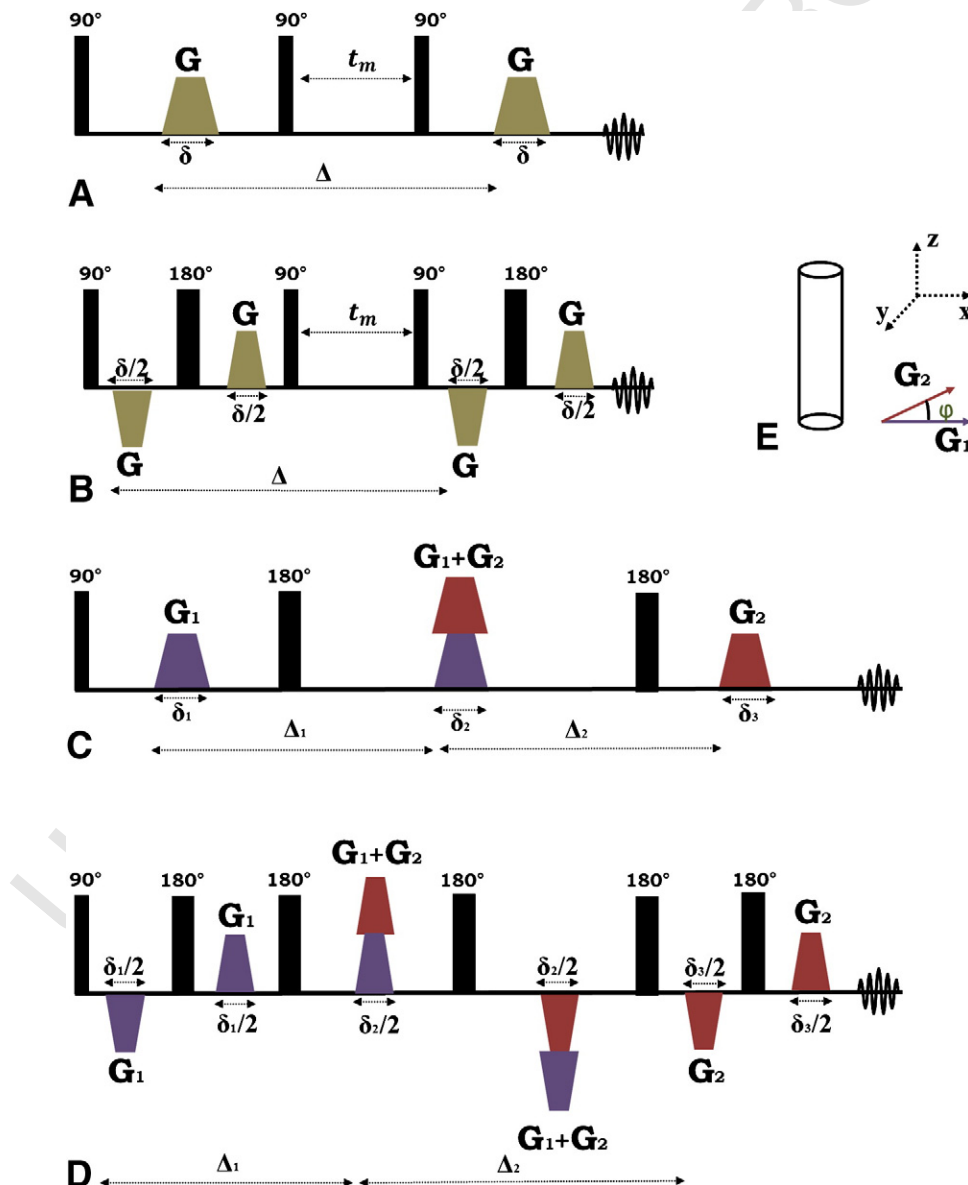 90° 90° 90°
G G
t_m
δ δ
Δ
A
90° 180° 90° 90° 180°
G G
t_m
δ/2 δ/2
δ/2 δ/2
G G
Δ
B
z
y x
G₂
φ
G₁
E
G₁+G₂
90° 180° 180°
G₁ G₂
δ₁ δ₂ δ₃
Δ₁ Δ₂
C
G₁+G₂
90° 180° 180° 180° 180° 180°
G₁ G₂
δ₁/2 δ₂/2 δ₃/2
δ₁/2 δ₂/2 δ₃/2
G₁ G₂
G₁+G₂
Δ₁ Δ₂
D